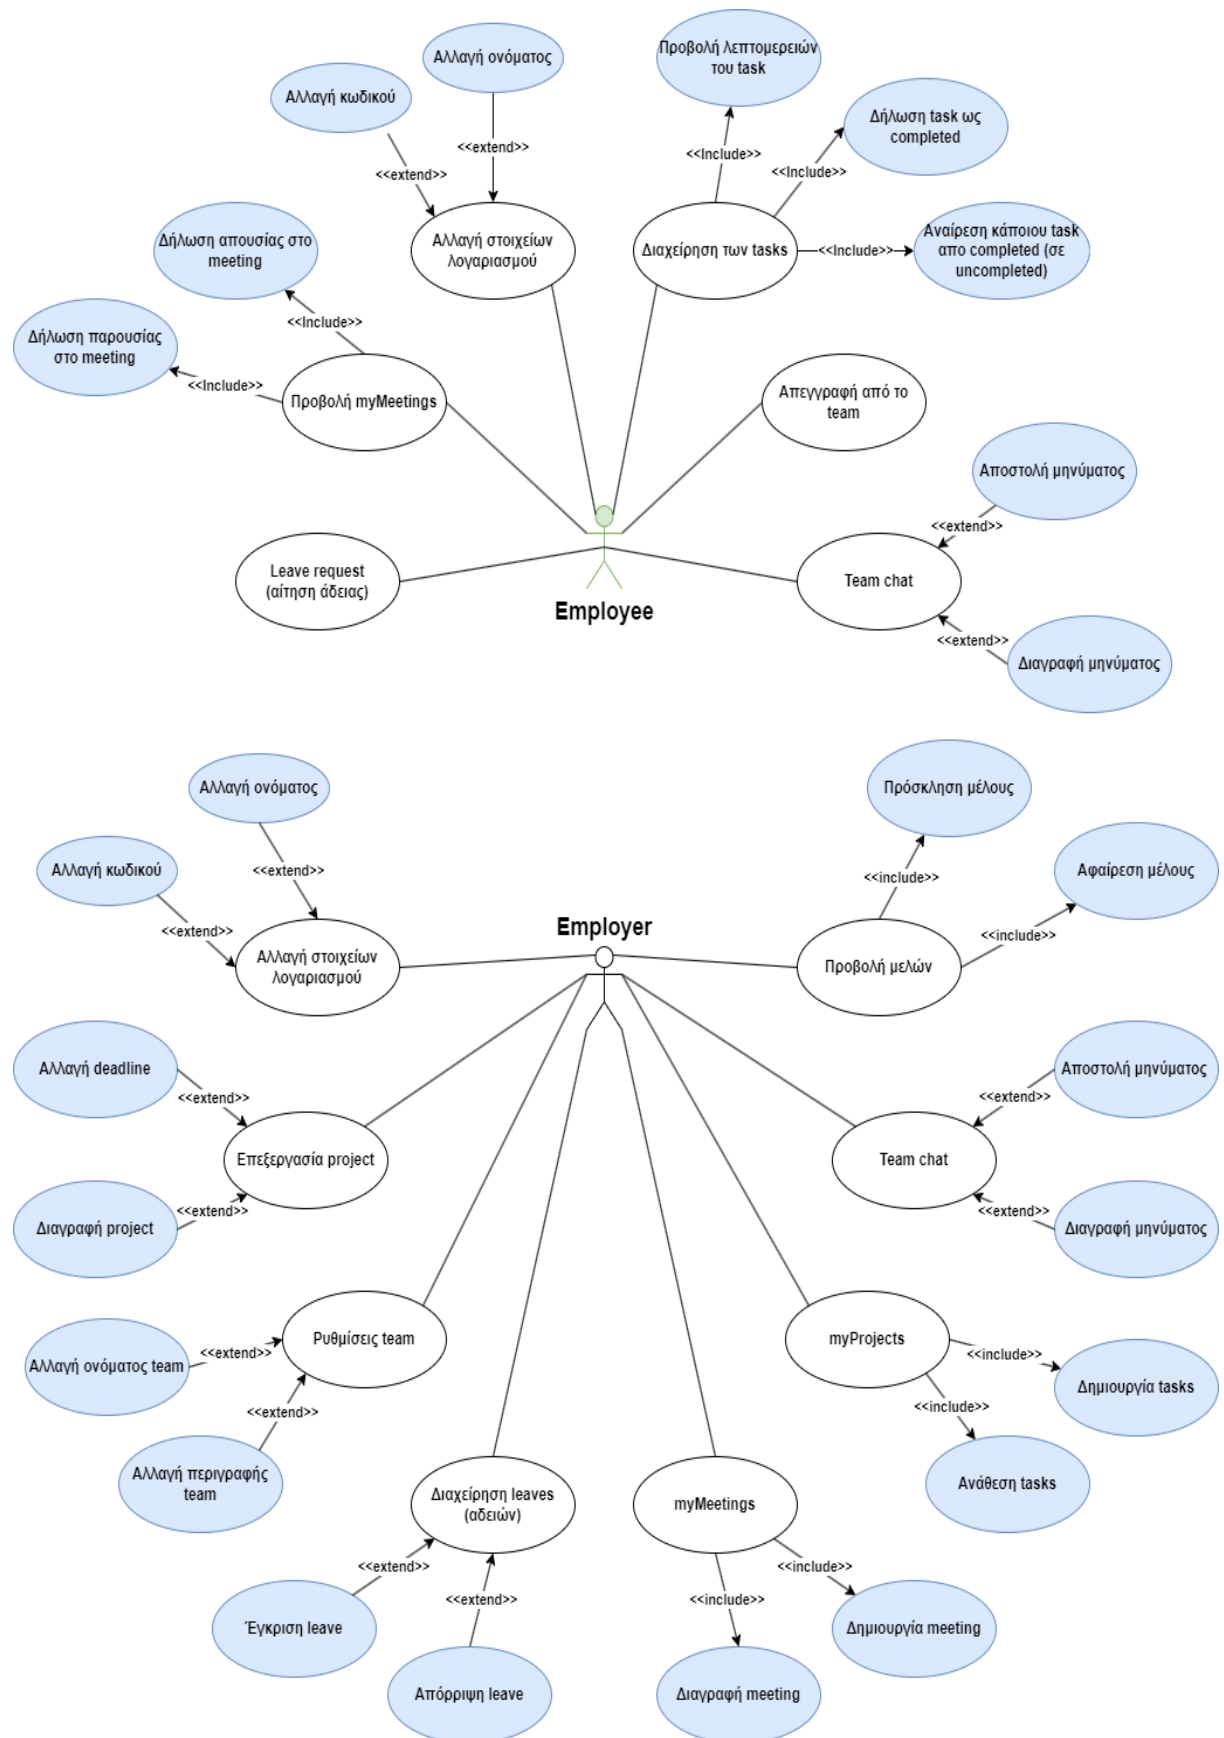 Αλλαγή ονόματος
Προβολή λεπτομερειών
του task
Αλλαγή κωδικού
Δήλωση task ως
completed
<<extend>>
<<Include>>
<<extend>>
<<Include>>
Δήλωση απουσίας στο
meeting
Αλλαγή στοιχείων
λογαριασμού
Διαχείρηση των tasks
<<Include>>
Αναίρεση κάποιου task
απο completed (σε
uncompleted)
<<Include>>
Δήλωση παρουσίας
στο meeting
<<Include>>
Προβολή myMeetings
Απεγγραφή από το
team
Αποστολή μηνύματος
<<extend>>
Leave request
(αίτηση άδειας)
Team chat
Employee
<<extend>>
Διαγραφή μηνύματος
Αλλαγή ονόματος
Πρόσκληση μέλους
Αλλαγή κωδικού
<<extend>>
<<include>>
Αφαίρεση μέλους
<<extend>>
Employer
<<include>>
Αλλαγή στοιχείων
λογαριασμού
Προβολή μελών
Αλλαγή deadline
Αποστολή μηνύματος
<<extend>>
<<extend>>
Επεξεργασία project
Team chat
<<extend>>
<<extend>>
Διαγραφή project
Διαγραφή μηνύματος
Ρυθμίσεις team
myProjects
<<extend>>
<<include>>
Αλλαγή ονόματος team
Δημιουργία tasks
<<extend>>
<<include>>
Αλλαγή περιγραφής
team
Διαχείρηση leaves
(αδειών)
myMeetings
Ανάθεση tasks
<<extend>>
<<include>>
<<extend>>
<<include>>
Έγκριση leave
Δημιουργία meeting
Απόρριψη leave
Διαγραφή meeting